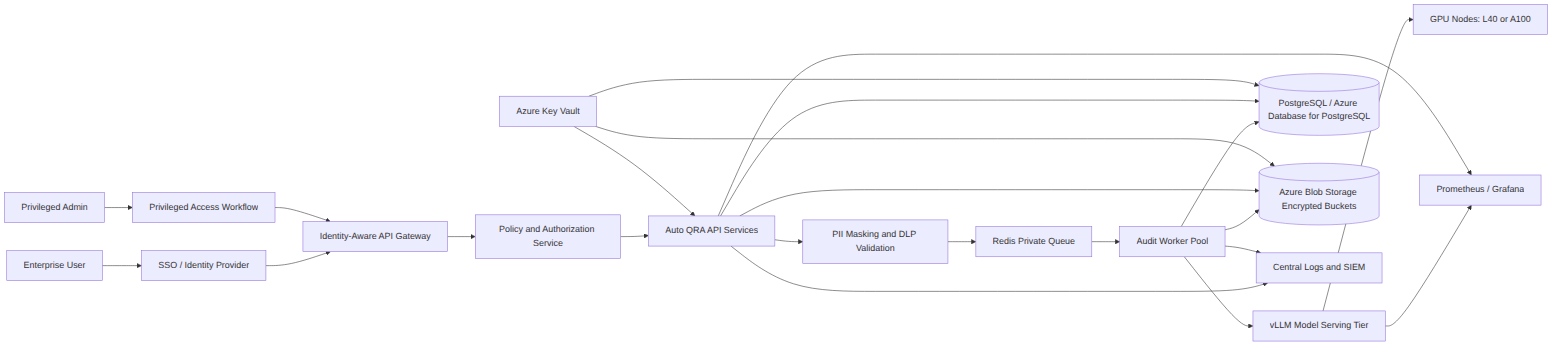 GPU Nodes: L40 or A100
Azure Key Vault
PostgreSQL / Azure
Database for PostgreSQL
Privileged Admin
Privileged Access Workflow
Azure Blob Storage
Encrypted Buckets
Prometheus / Grafana
Identity-Aware API Gateway
Policy and Authorization
Service
Auto QRA API Services
PII Masking and DLP
Validation
Redis Private Queue
Audit Worker Pool
Enterprise User
SSO / Identity Provider
Central Logs and SIEM
vLLM Model Serving Tier